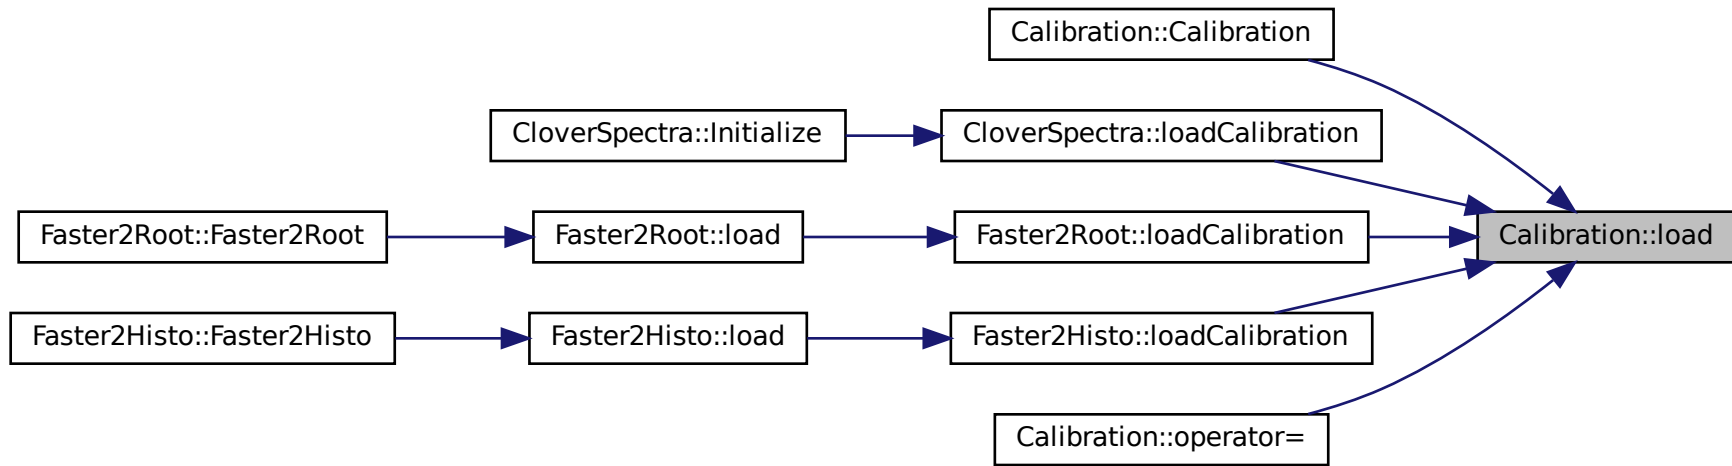 Calibration::Calibration
CloverSpectra::Initialize
CloverSpectra::loadCalibration
Faster2Root::Faster2Root
Faster2Root::load
Faster2Root::loadCalibration
Calibration::load
Faster2Histo::Faster2Histo
Faster2Histo::load
Faster2Histo::loadCalibration
Calibration::operator=